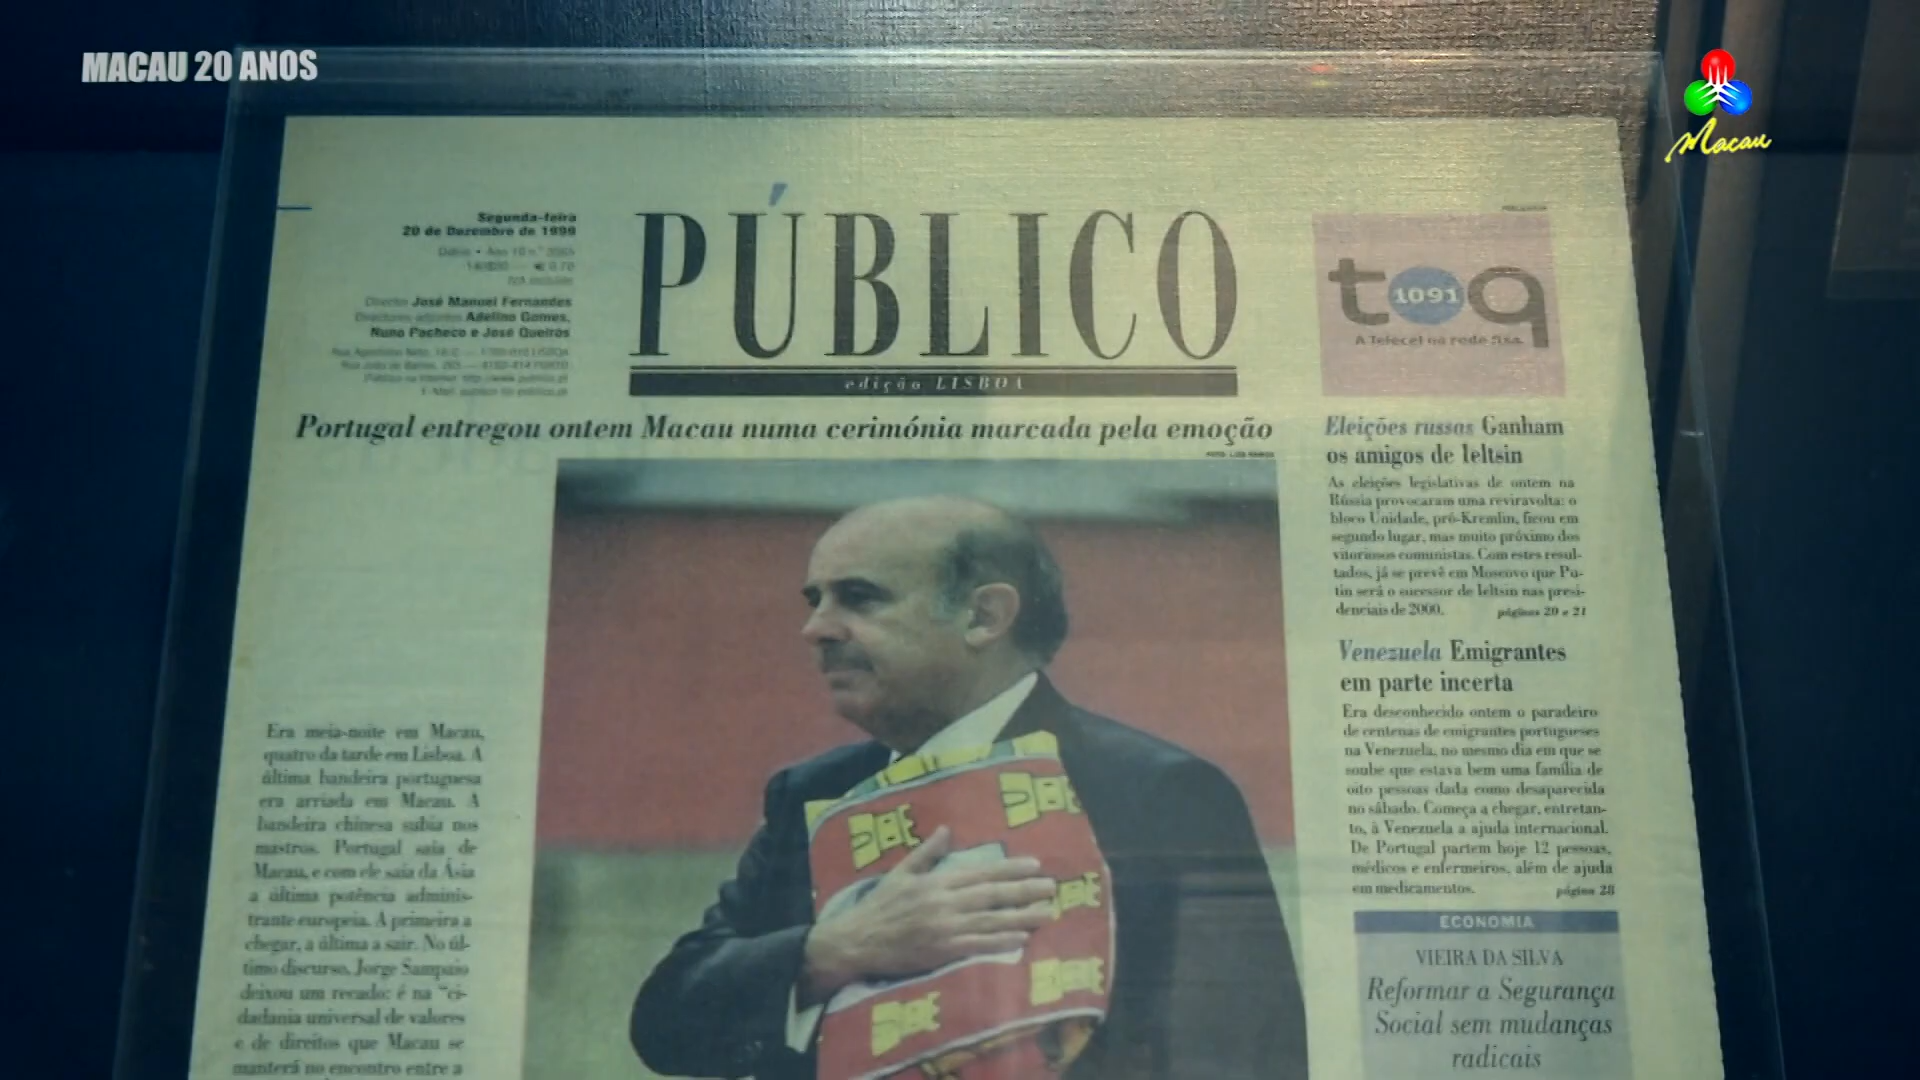 MACAU 20 ANOS
Macau
Segunda-feira
20 de Dezembro de 1999
IVA incluído
Director José Manuel Fernandes
Directores adjuntos Adelino Gomes,
Nuno Pacheco e José Queirós
PÚBLICO
edição LISBOA
toq
1091
A Telecel na rede fixa.
Portugal entregou ontem Macau numa cerimónia marcada pela emoção
Era meia-noite em Macau,
quatro da tarde em Lisboa. A
última bandeira portuguesa
era arriada em Macau. A
bandeira chinesa subia nos
mastros. Portugal saía de
Macau, e com ele saía da Ásia
a última potência adminis-
trante europeia. A primeira a
chegar, a última a sair. No úl-
timo discurso, Jorge Sampaio
deixou um recado: é na "ci-
dadania universal de valores
e de direitos que Macau se
manterá no encontro entre a
Eleições russas Ganham
os amigos de Ieltsin
As eleições legislativas de ontem na
Rússia provocaram uma reviravolta: o
bloco Unidade, pró-Kremlin, ficou em
segundo lugar, mas muito próximo dos
vitoriosos comunistas. Com estes resul-
tados, já se prevê em Moscovo que Pu-
tin será o sucessor de Ieltsin nas presi-
denciais de 2000. páginas 20 e 21
Venezuela Emigrantes
em parte incerta
Era desconhecido ontem o paradeiro
de centenas de emigrantes portugueses
na Venezuela, no mesmo dia em que se
soube que estava bem uma família de
oito pessoas dada como desaparecida
no sábado. Começa a chegar, entretan-
to, à Venezuela a ajuda internacional.
De Portugal partem hoje 12 pessoas,
médicos e enfermeiros, além de ajuda
em medicamentos. página 28
ECONOMIA
VIEIRA DA SILVA
Reformar a Segurança
Social sem mudanças
radicais